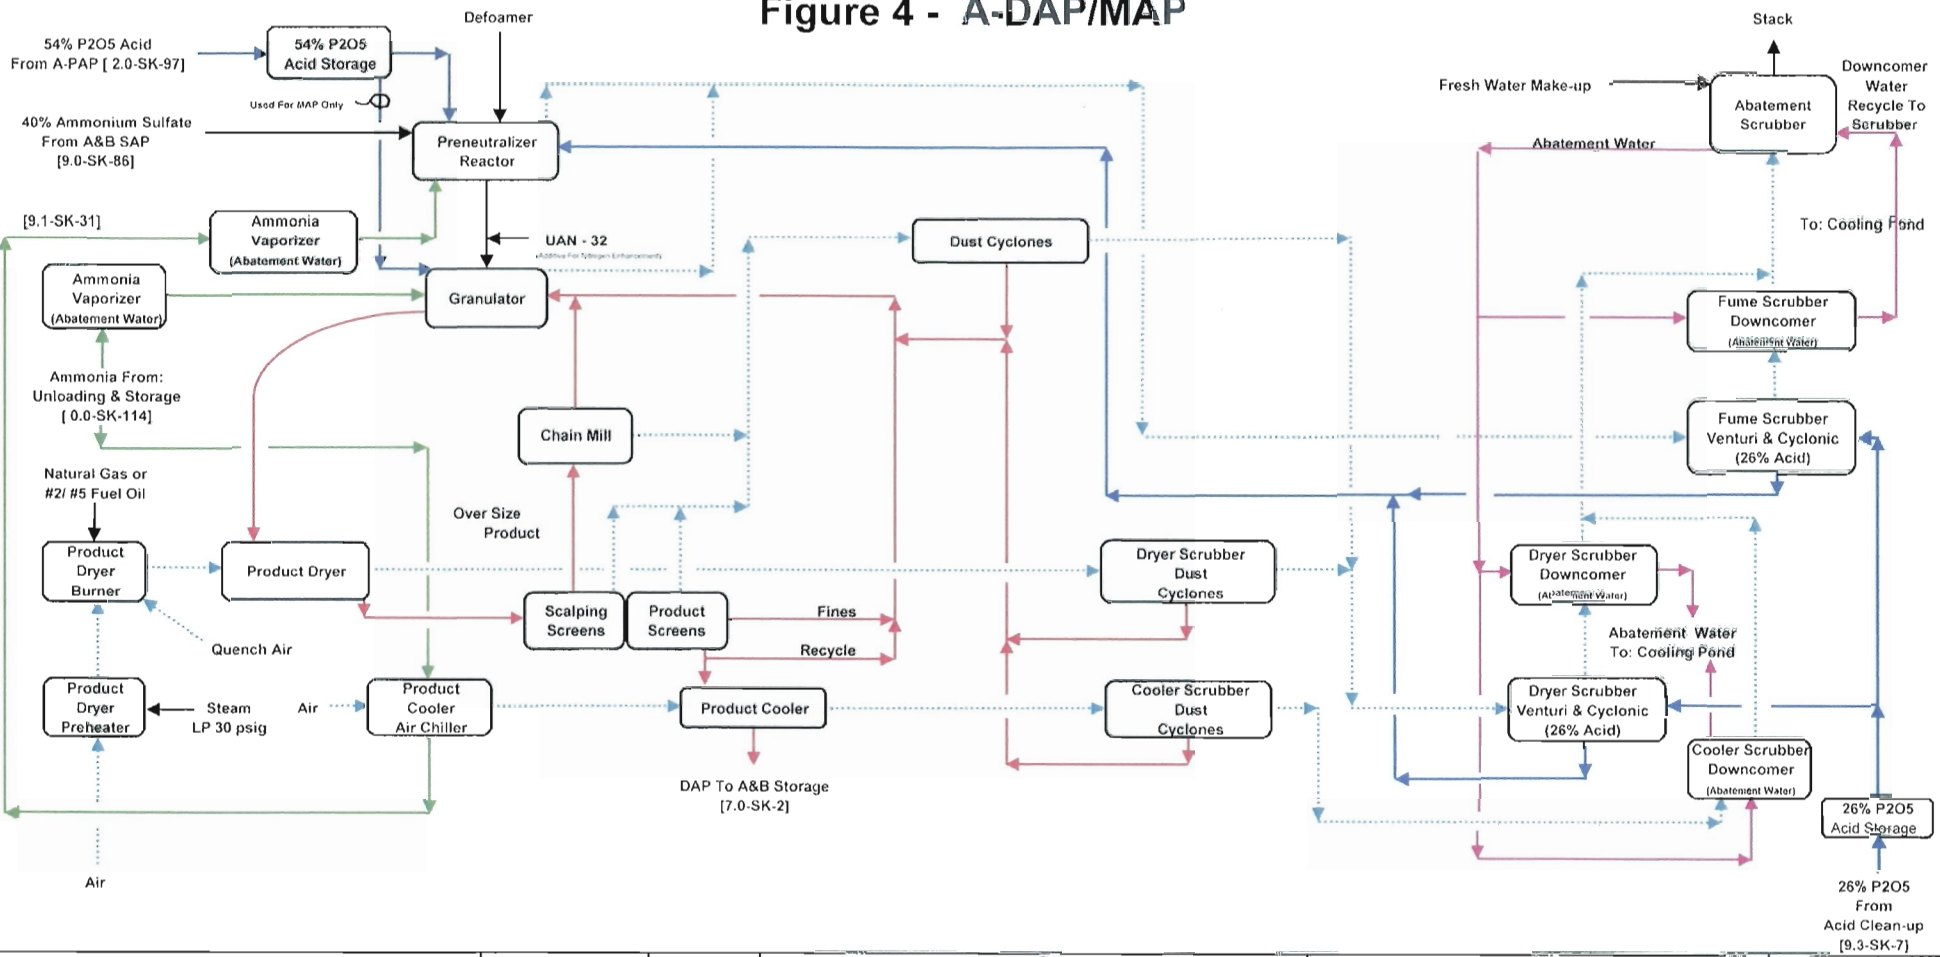 Figure 4 - A-DAP/MAP
Defoamer
Stack
54% P2O5 Acid
From A-PAP [ 2.0-SK-97]
54% P2O5
Acid Storage
Used For MAP Only
40% Ammonium Sulfate
From A&B SAP
[9.0-SK-86]
Preneutralizer
Reactor
Fresh Water Make-up
Abatement
Scrubber
Downcomer
Water
Recycle To
Scrubber
Abatement Water
[9.1-SK-31]
Ammonia
Vaporizer
(Abatement Water)
UAN - 32
(Additive For Nitrogen Enhancement)
Dust Cyclones
To: Cooling Pond
Ammonia
Vaporizer
(Abatement Water)
Granulator
Fume Scrubber
Downcomer
(Abatement Water)
Ammonia From:
Unloading & Storage
[ 0.0-SK-114]
Chain Mill
Fume Scrubber
Venturi & Cyclonic
(26% Acid)
Natural Gas or
#2/ #5 Fuel Oil
Over Size
Product
Product
Dryer
Burner
Product Dryer
Dryer Scrubber
Dust
Cyclones
Dryer Scrubber
Downcomer
(Abatement Water)
Scalping
Screens
Product
Screens
Fines
Recycle
Quench Air
Abatement Water
To: Cooling Pond
Product
Dryer
Preheater
Steam
LP 30 psig
Air
Product
Cooler
Air Chiller
Product Cooler
Cooler Scrubber
Dust
Cyclones
Dryer Scrubber
Venturi & Cyclonic
(26% Acid)
Cooler Scrubber
Downcomer
(Abatement Water)
DAP To A&B Storage
[7.0-SK-2]
26% P2O5
Acid Storage
Air
26% P2O5
From
Acid Clean-up
[9.3-SK-7]